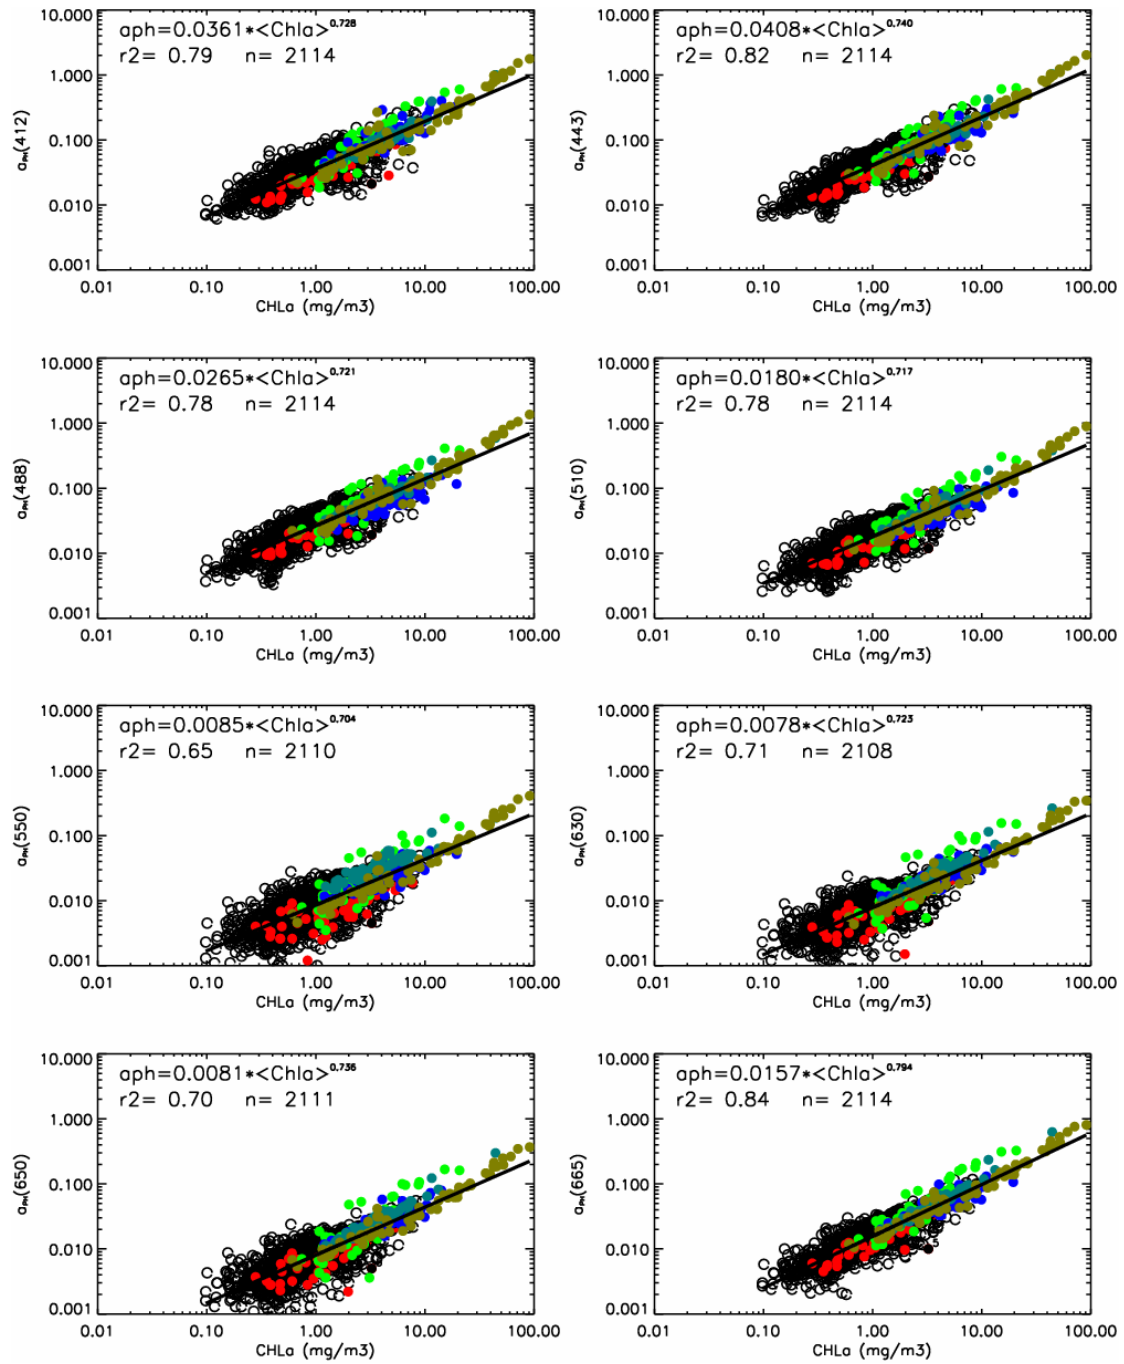 aph=0.0361*<Chla>0.728
r2= 0.79 n= 2114
1.000
0.100
0.010
0.001
aPH(412)
0.01 0.10 1.00 10.00 100.00
CHLa (mg/m3)
aph=0.0408*<Chla>0.740
r2= 0.82 n= 2114
1.000
0.100
0.010
0.001
aPH(443)
0.01 0.10 1.00 10.00 100.00
CHLa (mg/m3)
10.000
aph=0.0265*<Chla>0.721
r2= 0.78 n= 2114
1.000
0.100
0.010
0.001
aPH(488)
0.01 0.10 1.00 10.00 100.00
CHLa (mg/m3)
10.000
aph=0.0180*<Chla>0.717
r2= 0.78 n= 2114
1.000
0.100
0.010
0.001
aPH(510)
0.01 0.10 1.00 10.00 100.00
CHLa (mg/m3)
10.000
aph=0.0085*<Chla>0.704
r2= 0.65 n= 2110
1.000
0.100
0.010
0.001
aPH(550)
0.01 0.10 1.00 10.00 100.00
CHLa (mg/m3)
10.000
aph=0.0078*<Chla>0.723
r2= 0.71 n= 2108
1.000
0.100
0.010
0.001
aPH(630)
0.01 0.10 1.00 10.00 100.00
CHLa (mg/m3)
10.000
aph=0.0081*<Chla>0.736
r2= 0.70 n= 2111
1.000
0.100
0.010
0.001
aPH(650)
0.01 0.10 1.00 10.00 100.00
CHLa (mg/m3)
10.000
aph=0.0157*<Chla>0.794
r2= 0.84 n= 2114
1.000
0.100
0.010
0.001
aPH(665)
0.01 0.10 1.00 10.00 100.00
CHLa (mg/m3)